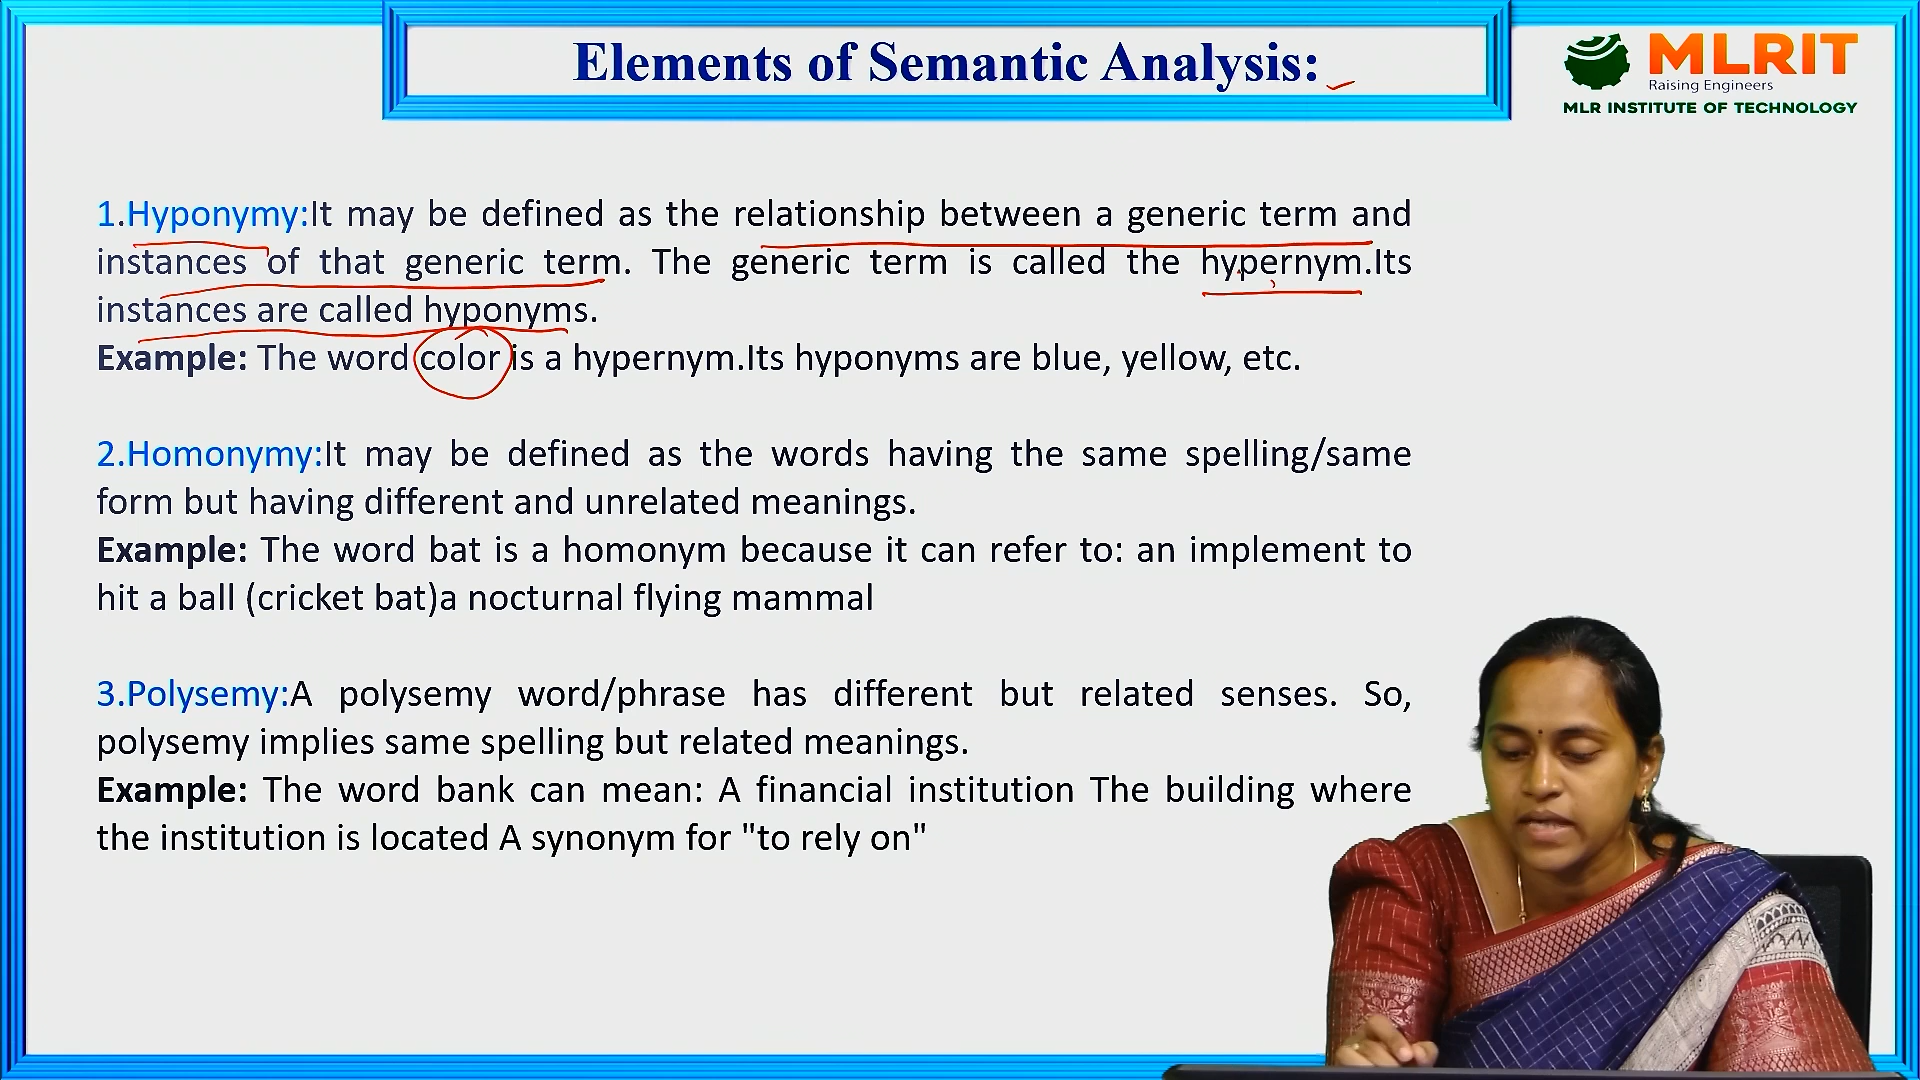 Elements of Semantic Analysis:
MLRIT
Raising Engineers
MLR INSTITUTE OF TECHNOLOGY
1.Hyponymy:It may be defined as the relationship between a generic term and
instances of that generic term. The generic term is called the hypernym.Its
instances are called hyponyms.
Example: The word color is a hypernym.Its hyponyms are blue, yellow, etc.
2.Homonymy:It may be defined as the words having the same spelling/same
form but having different and unrelated meanings.
Example: The word bat is a homonym because it can refer to: an implement to
hit a ball (cricket bat)a nocturnal flying mammal
3.Polysemy:A polysemy word/phrase has different but related senses. So,
polysemy implies same spelling but related meanings.
Example: The word bank can mean: A financial institution The building where
the institution is located A synonym for "to rely on"